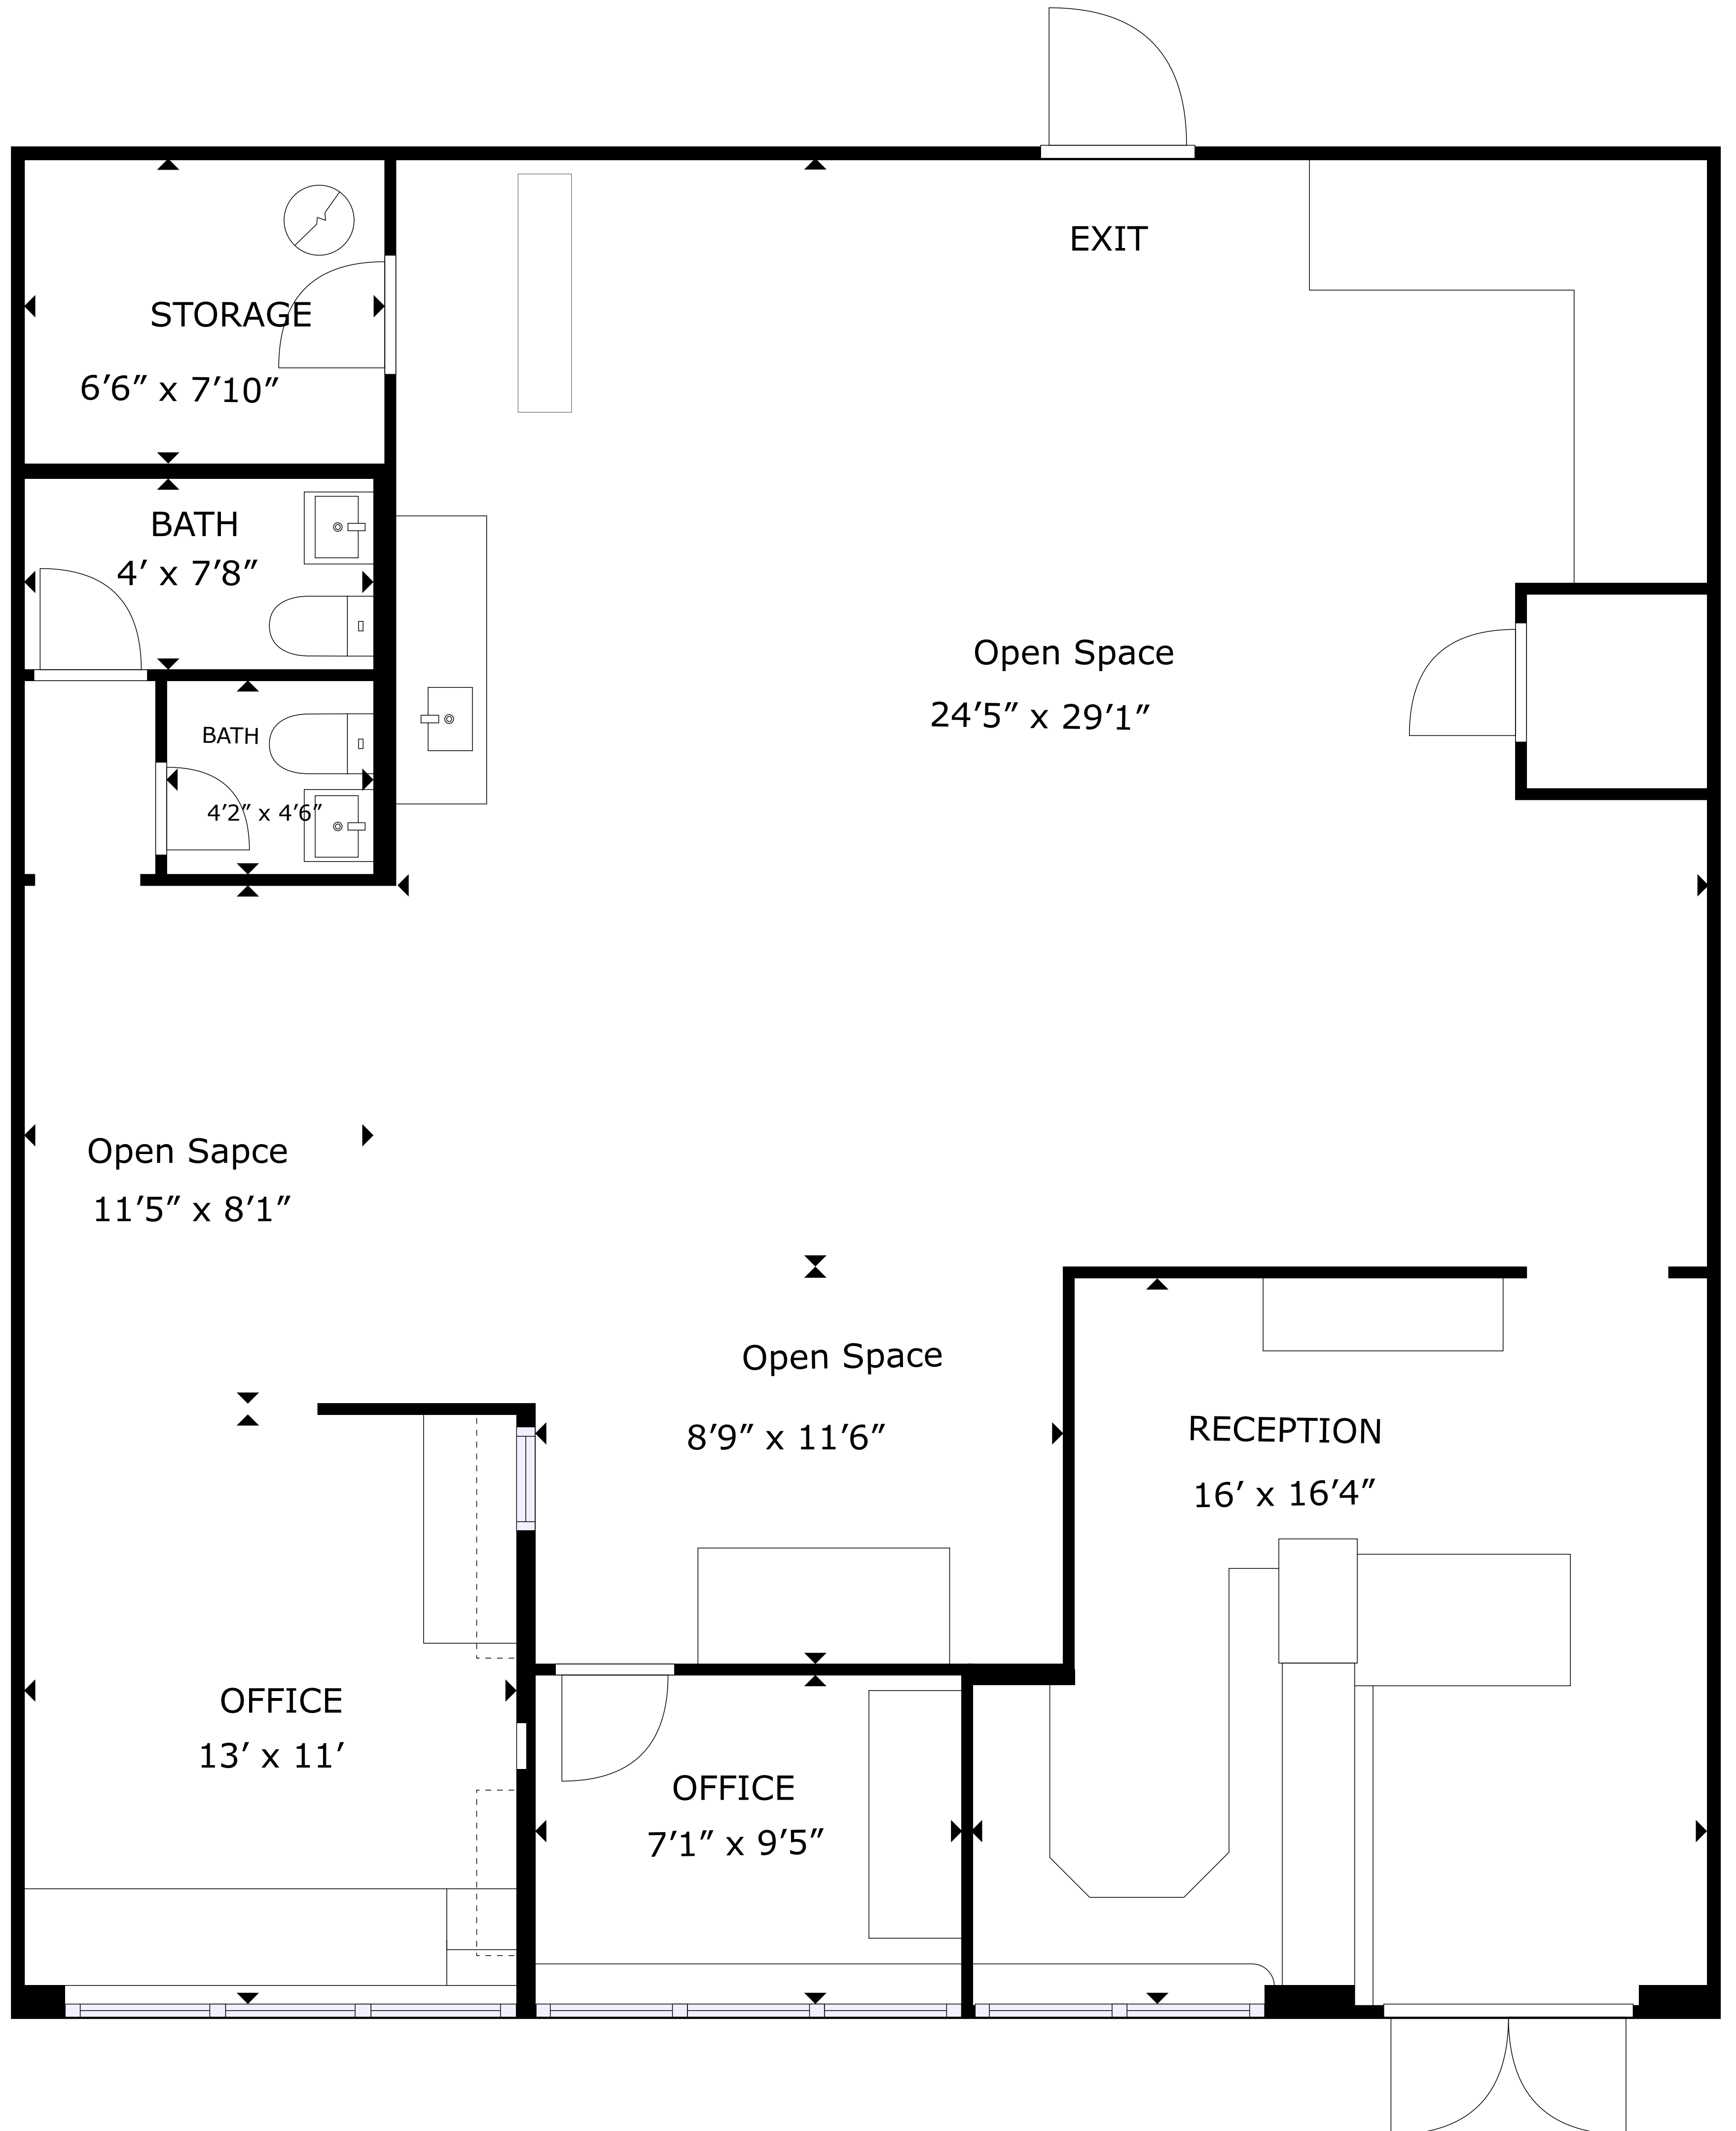 EXIT
STORAGE
6’6” x 7’10”
BATH
4’ x 7’8”
Open Space
24’5” x 29’1”
BATH
4’2” x 4’6”
Open Sapce
11’5” x 8’1”
Open Space
8’9” x 11’6”
RECEPTION
16’ x 16’4”
OFFICE
13’ x 11’
OFFICE
7’1” x 9’5”